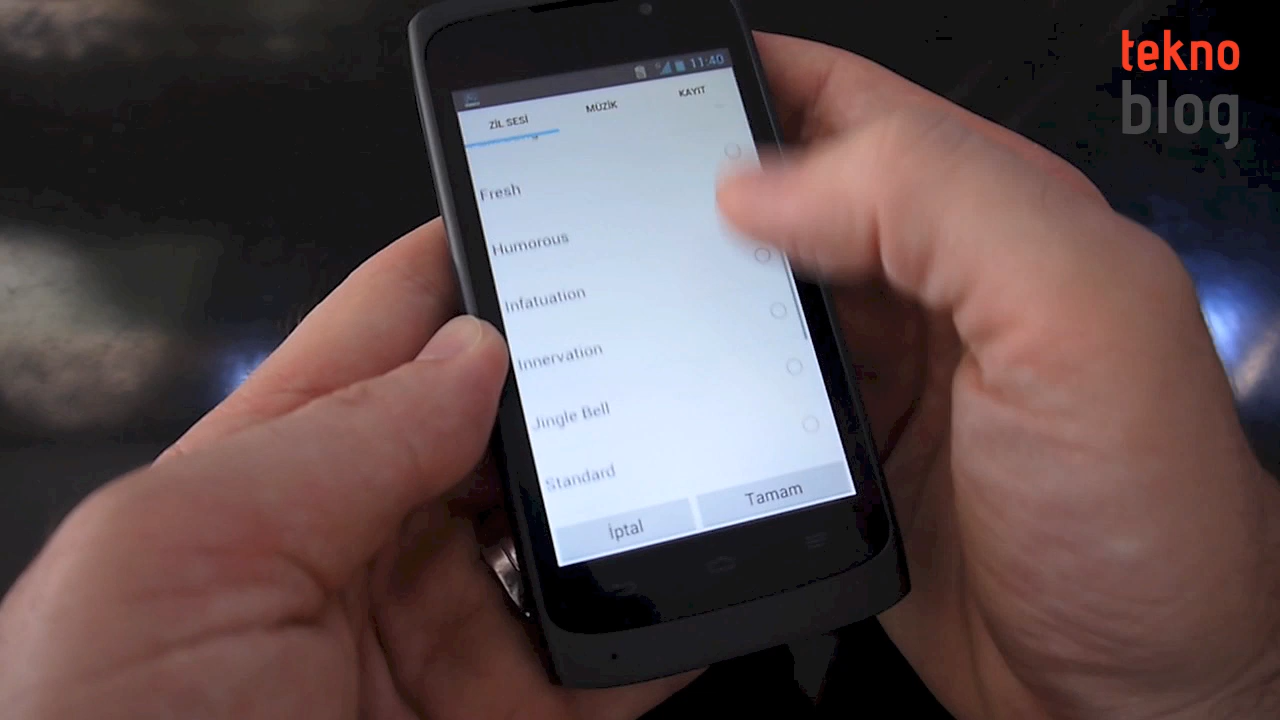 tekno
blog
11:40
ZİL SESİ MÜZİK KAYIT
Fresh
Humorous
Infatuation
Innervation
Jingle Bell
Standard
İptal Tamam